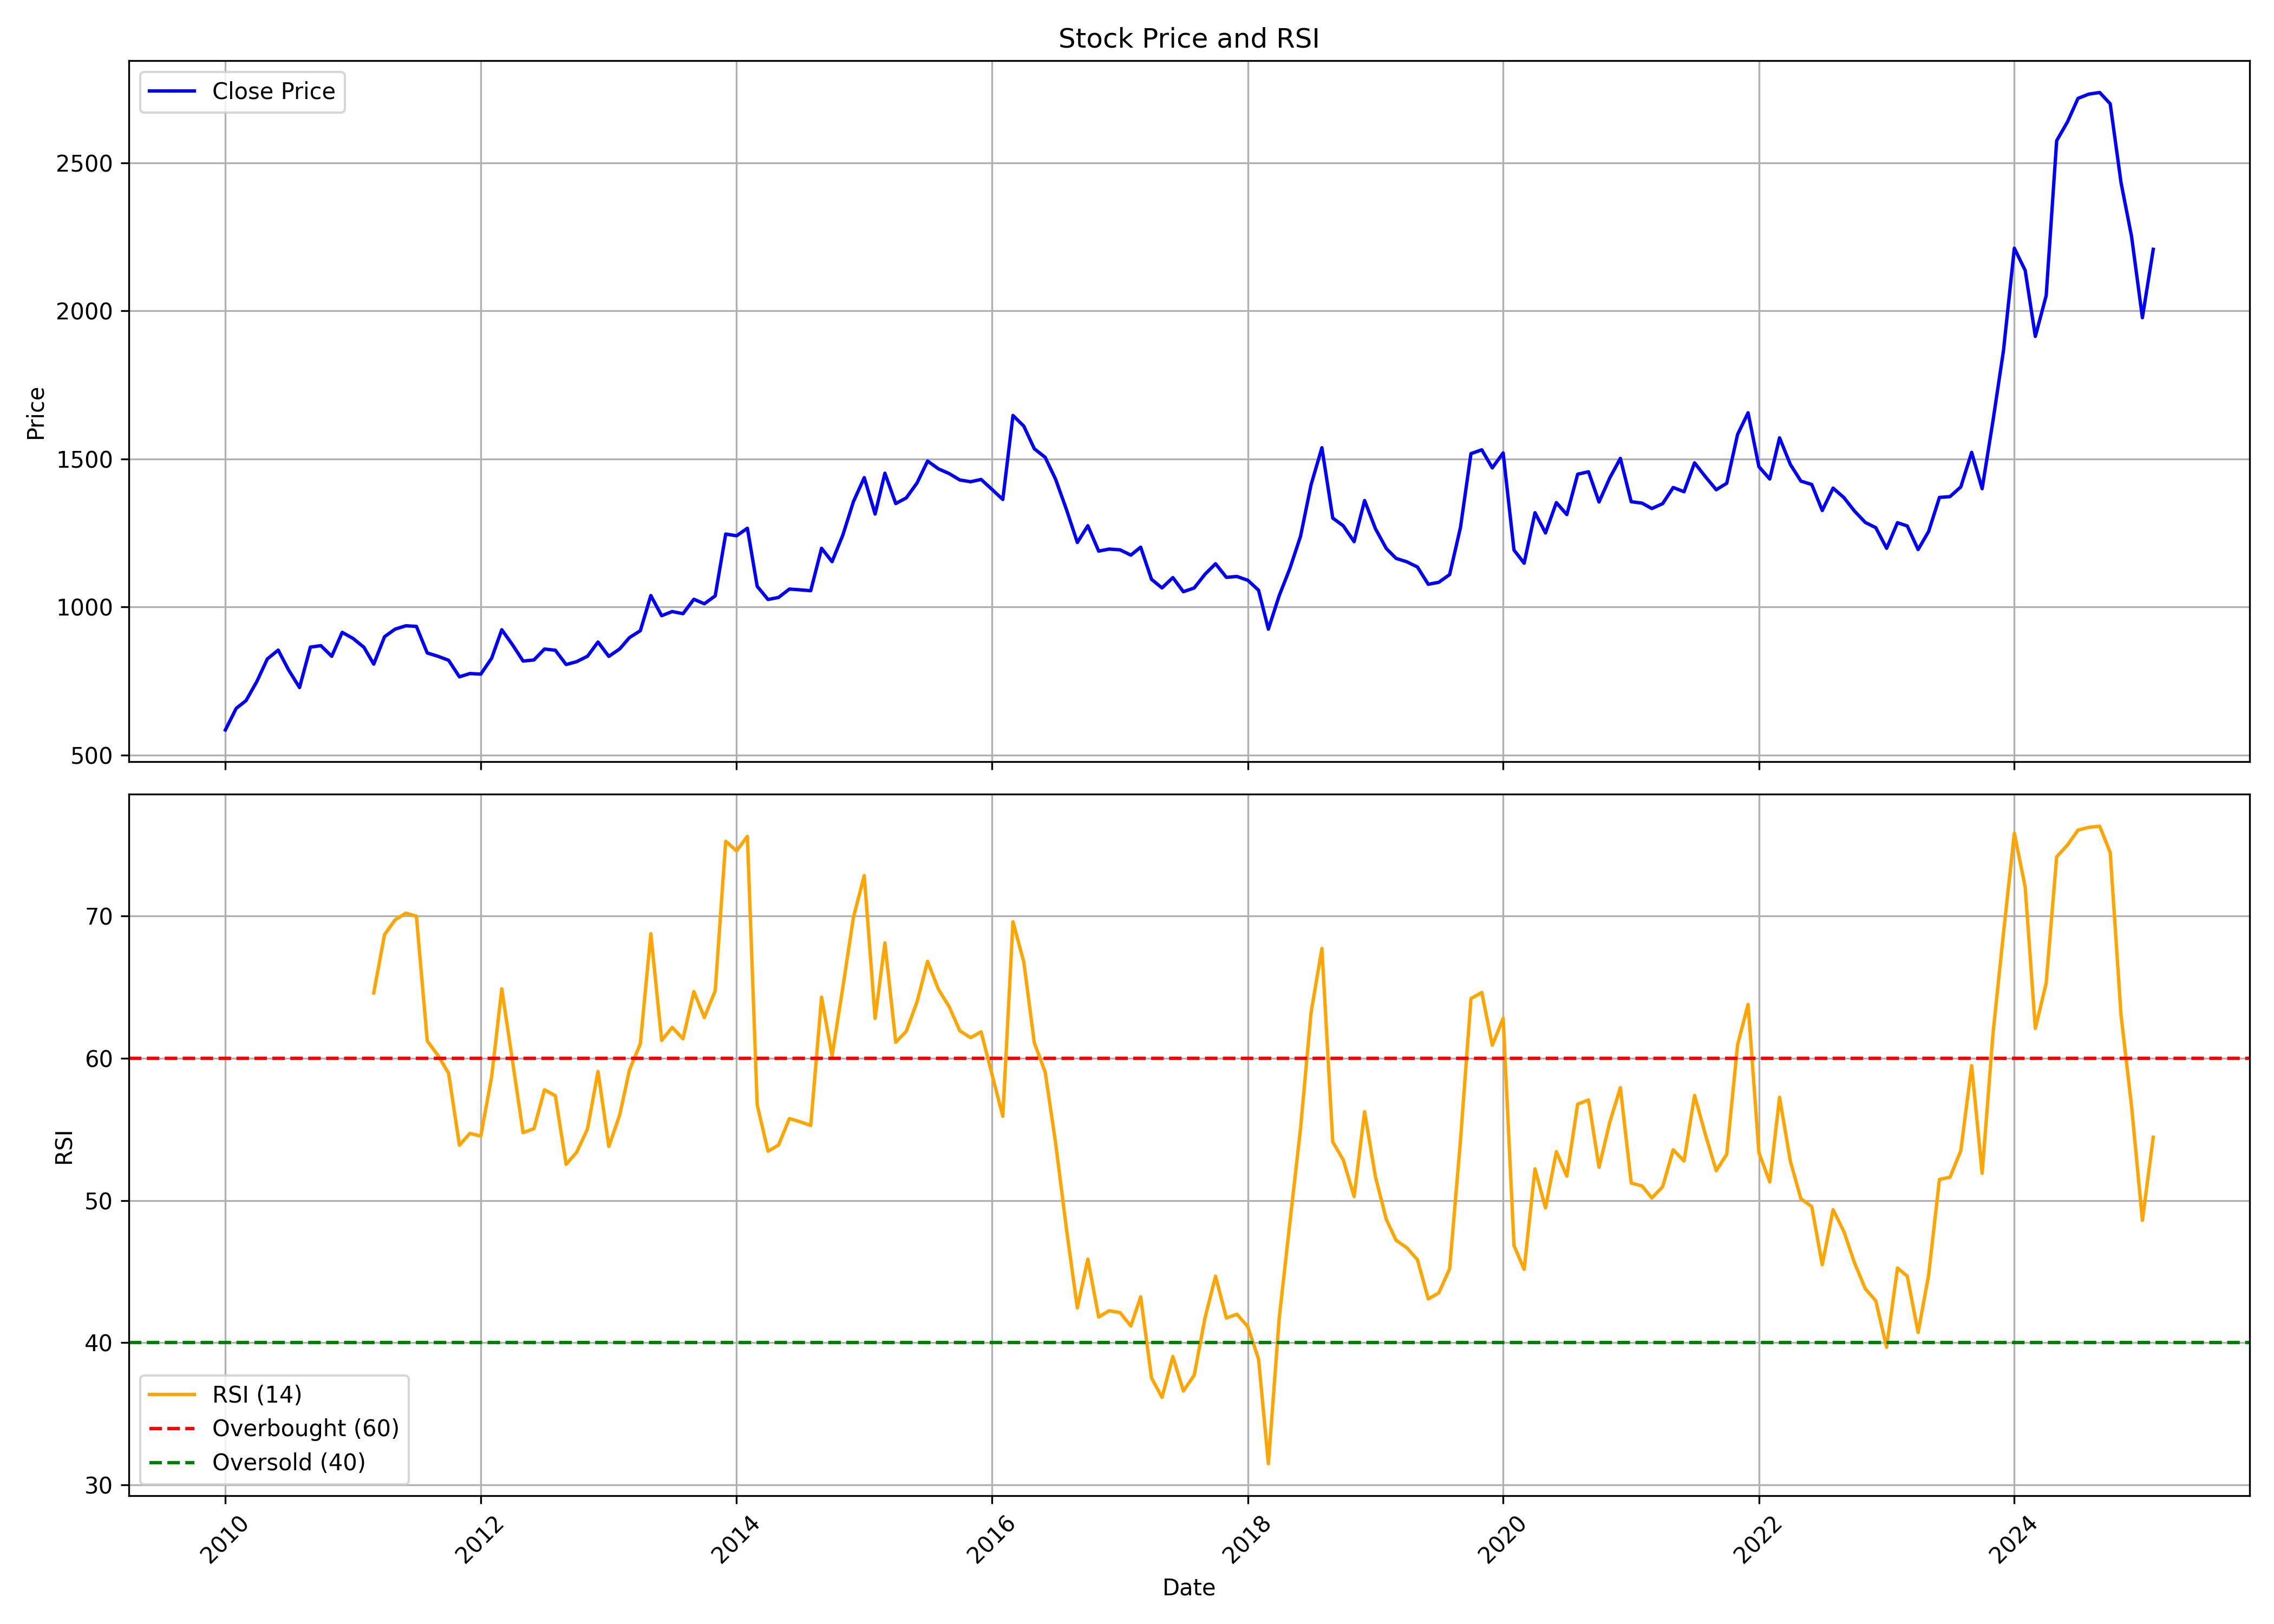 Stock Price and RSI
Close Price
Price
2500
2000
1500
1000
500
RSI
70
60
50
40
30
RSI (14)
Overbought (60)
Oversold (40)
2010
2012
2014
2016
2018
2020
2022
2024
Date